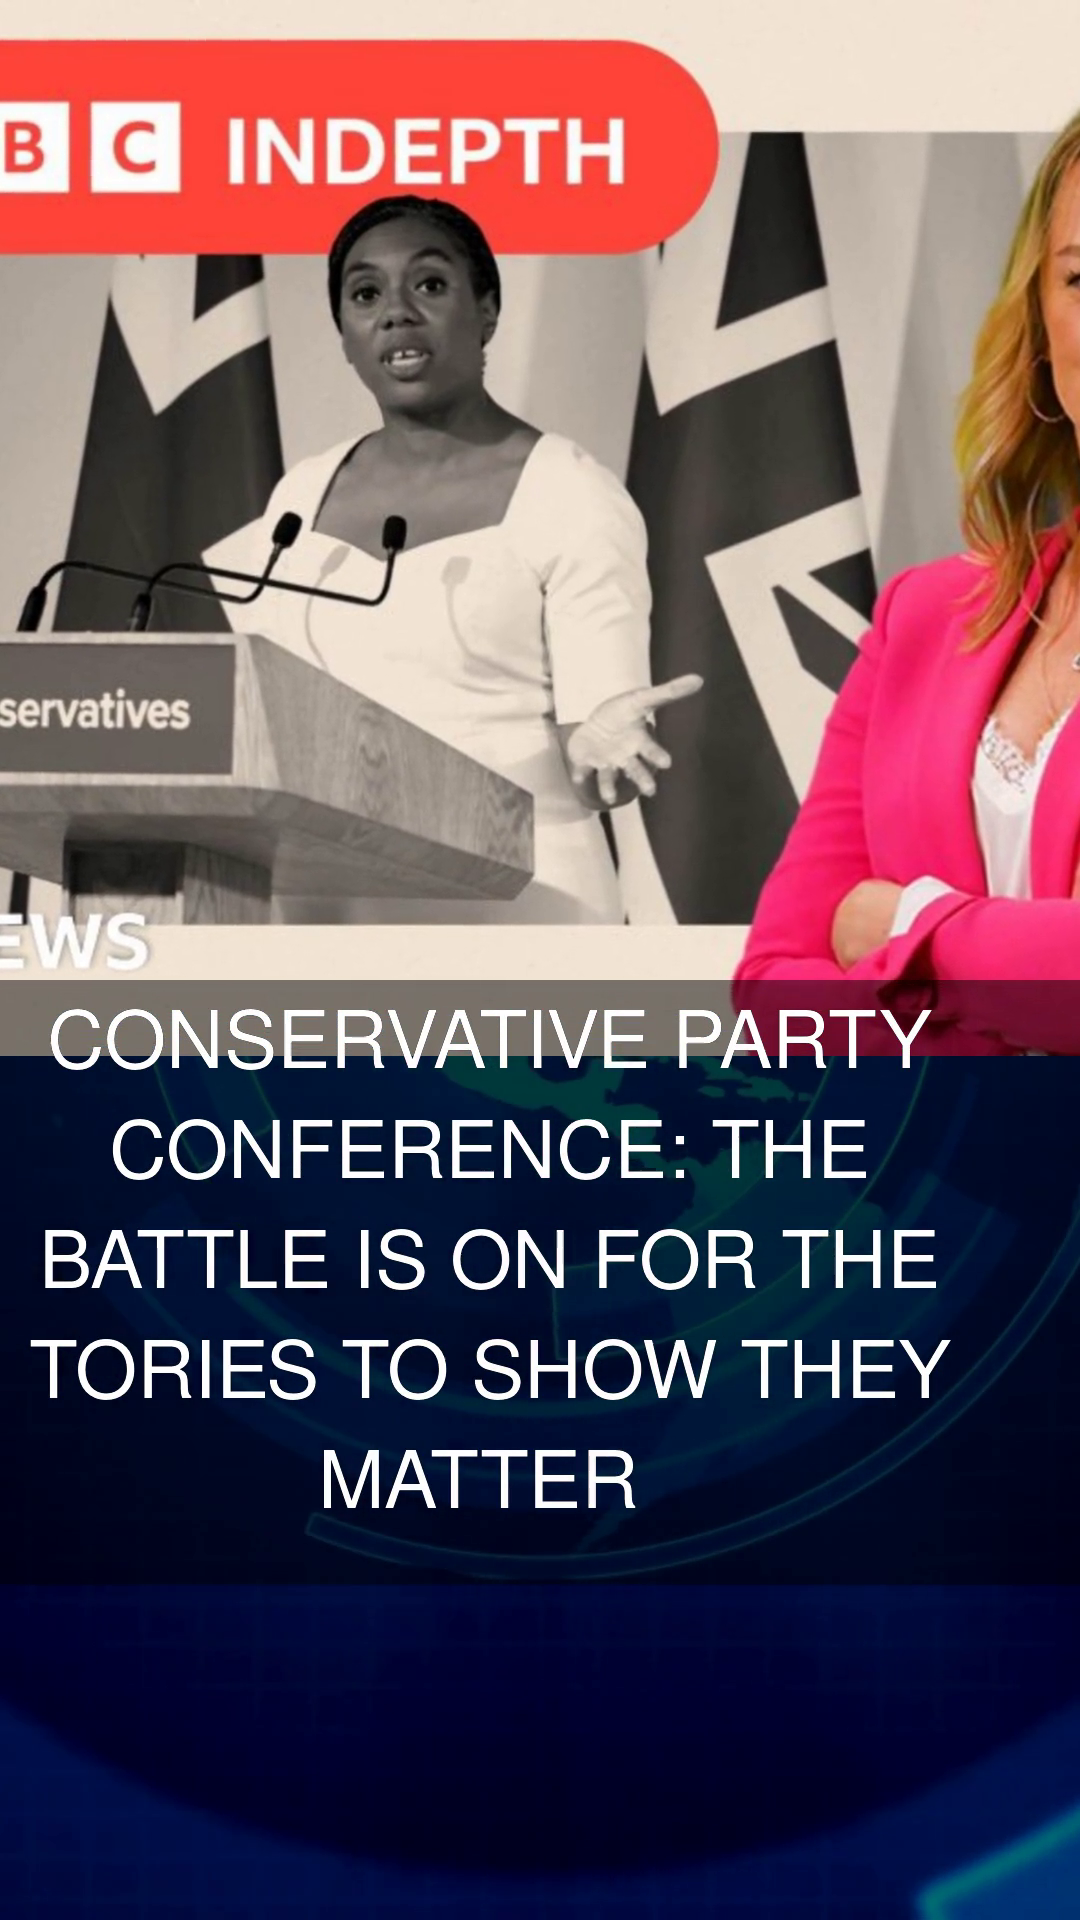 B C INDEPTH
servatives
EWS
CONSERVATIVE PARTY
CONFERENCE: THE
BATTLE IS ON FOR THE
TORIES TO SHOW THEY
MATTER